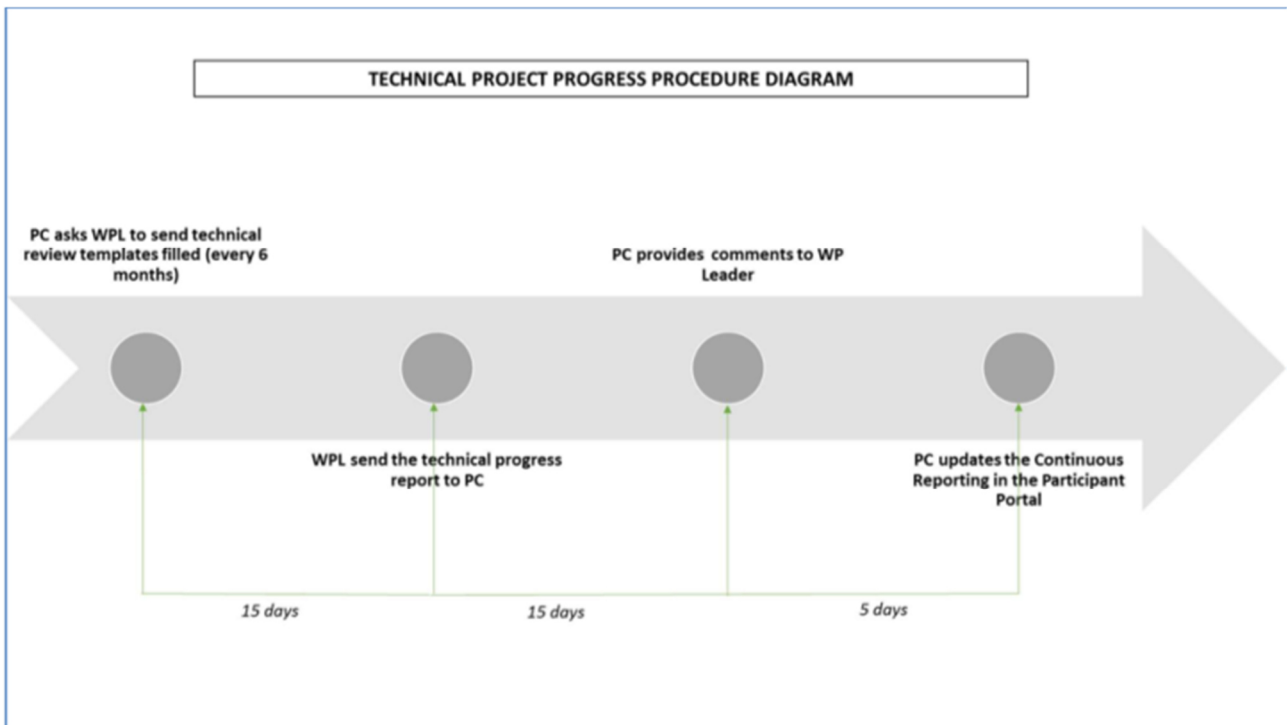 TECHNICAL PROJECT PROGRESS PROCEDURE DIAGRAM
PC asks WPL to send technical
review templates filled (every 6
months)
PC provides comments to WP
Leader
WPL send the technical progress
report to PC
PC updates the Continuous
Reporting in the Participant
Portal
15 days
15 days
5 days